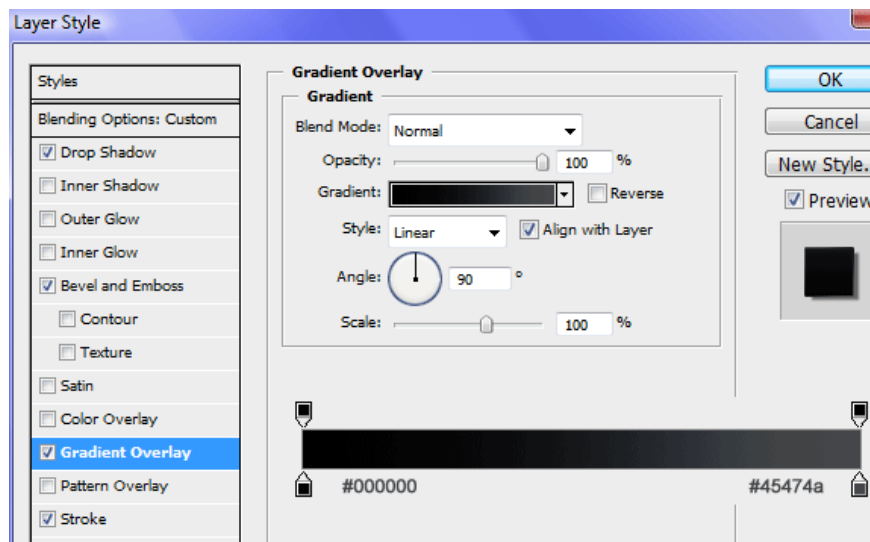 Layer Style
Styles
Blending Options: Custom
Drop Shadow
Inner Shadow
Outer Glow
Inner Glow
Bevel and Emboss
Contour
Texture
Satin
Color Overlay
Gradient Overlay
Pattern Overlay
Stroke
Gradient Overlay
Gradient
Blend Mode: Normal
Opacity: 100 %
Gradient: Reverse
Style: Linear Align with Layer
Angle: 90 °
Scale: 100 %
#000000 #45474a
OK
Cancel
New Style..
Preview